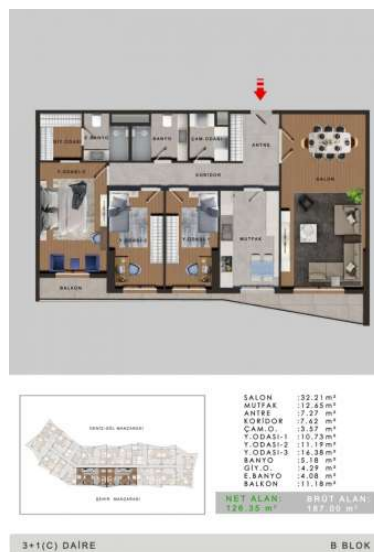 GİY.ODASI
E.BANYO
BANYO
ÇAM.ODASI
ANTRE
KORİDOR
SALON
Y.ODASI-3
Y.ODASI-2
Y.ODASI-1
MUTFAK
BALKON
DENİZ-GÖL MANZARASI
ŞEHİR MANZARASI
SALON :32.21m²
MUTFAK :12.65m²
ANTRE :7.27 m²
KORİDOR :7.62 m²
ÇAM.O. :3.57 m²
Y.ODASI-1 :10.73m²
Y.ODASI-2 :11.19m²
Y.ODASI-3 :16.38m²
BANYO :5.18 m²
GİY.O. :4.29 m²
E.BANYO :4.08 m²
BALKON :11.18m²
NET ALAN: 126.35 m²
BRÜT ALAN: 187.00 m²
3+1(C) DAİRE
B BLOK